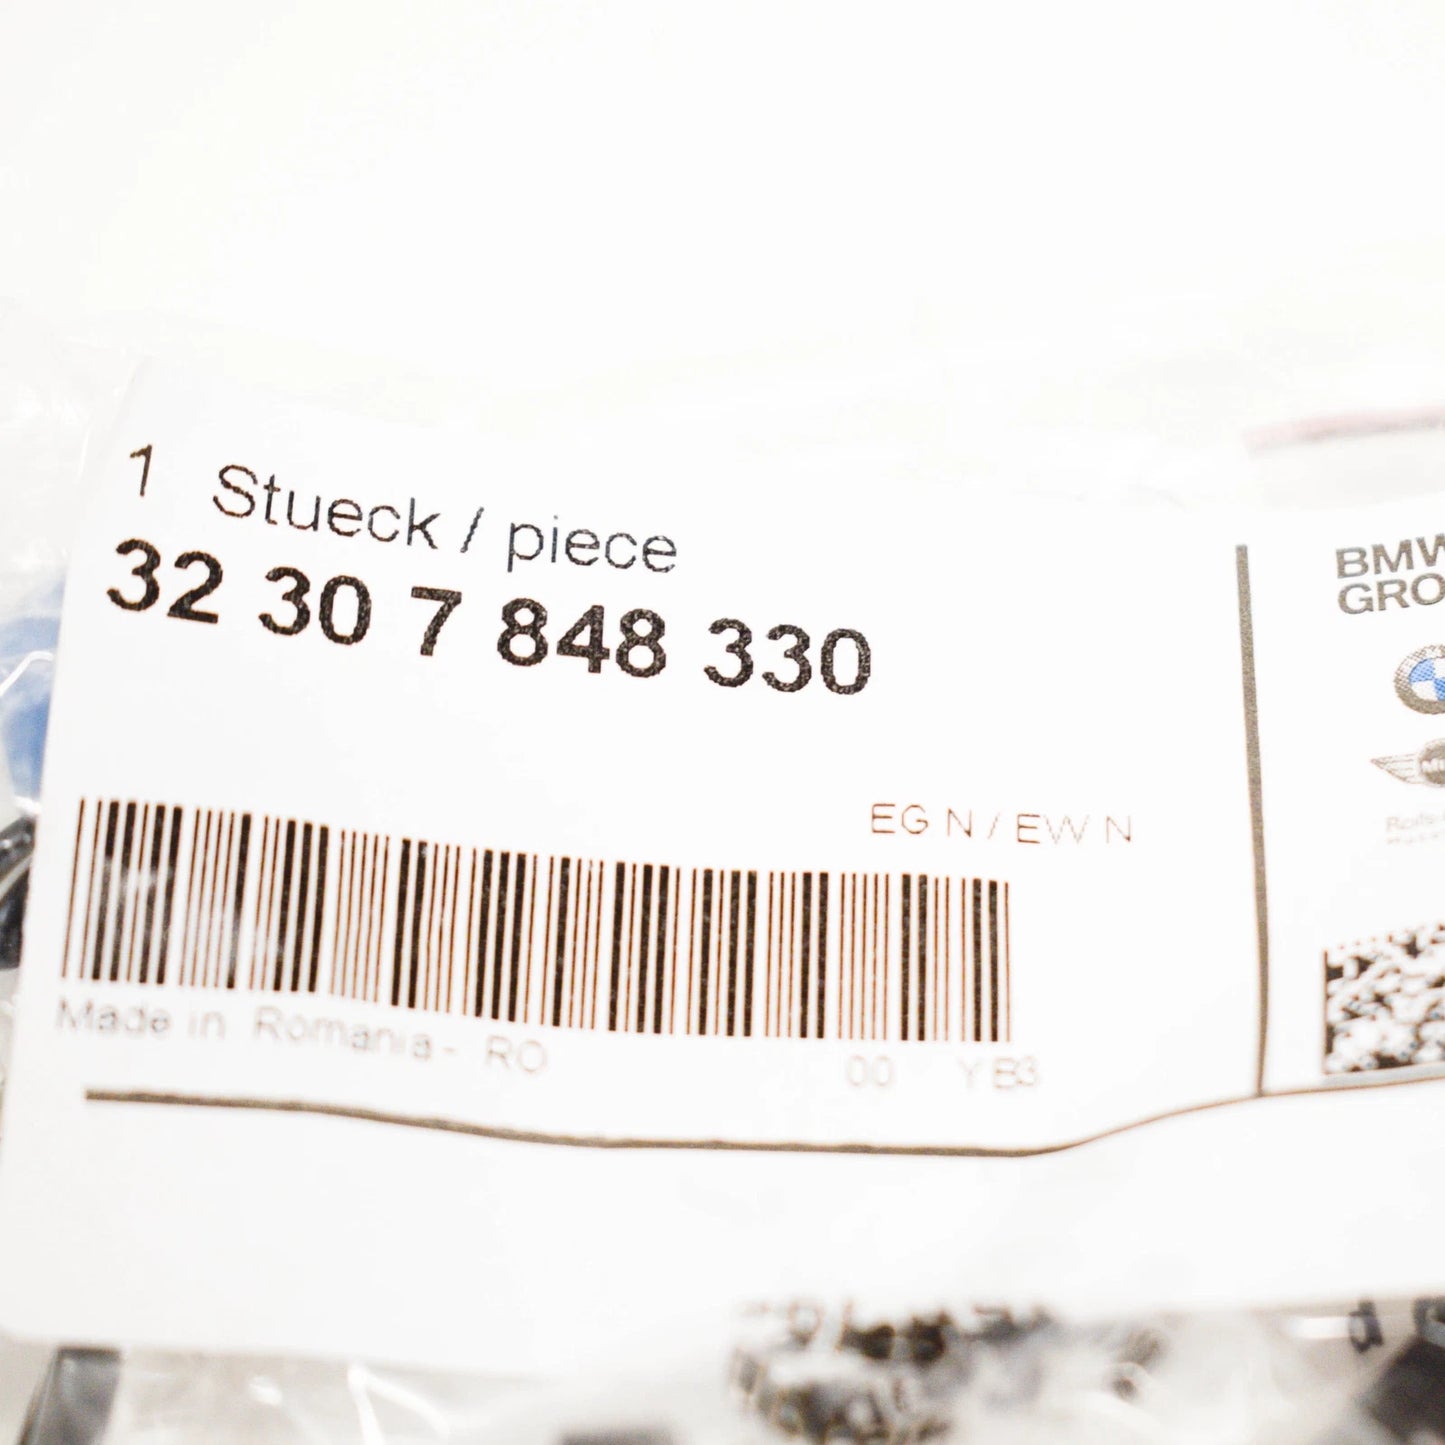 1 Stueck / piece
32 30 7 848 330
EG N / EW N
Made in Romania - RO 00 YB3
BMW
GRO